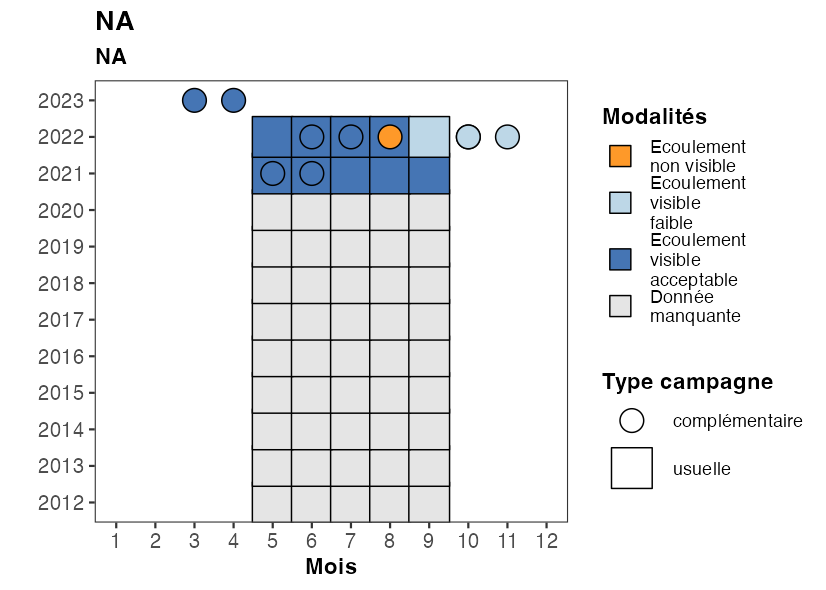 NA
NA
2023
2022
2021
2020
2019
2018
2017
2016
2015
2014
2013
2012
1 2 3 4 5 6 7 8 9 10 11 12
Mois
Modalités
Ecoulement
non visible
Ecoulement
visible
faible
Ecoulement
visible
acceptable
Donnée
manquante
Type campagne
complémentaire
usuelle